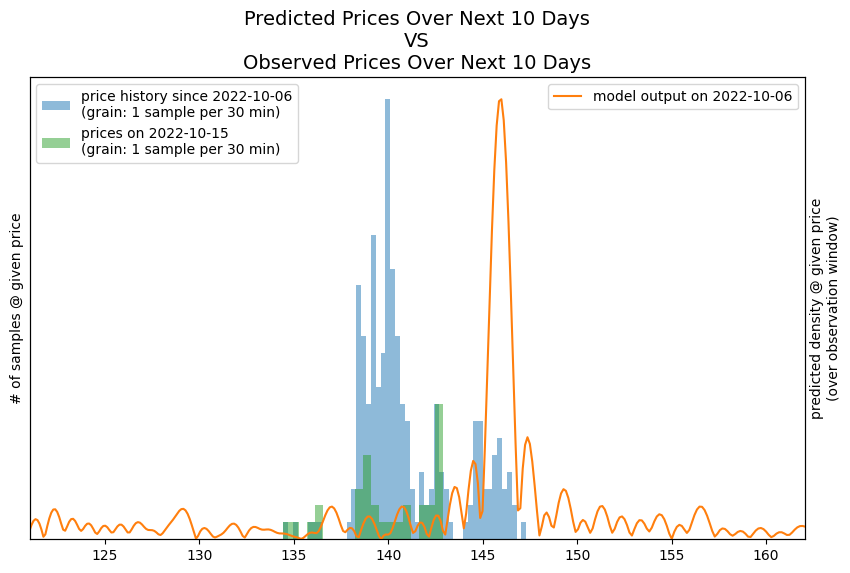 Predicted Prices Over Next 10 Days
VS
Observed Prices Over Next 10 Days
price history since 2022-10-06
(grain: 1 sample per 30 min)
prices on 2022-10-15
(grain: 1 sample per 30 min)
model output on 2022-10-06
# of samples @ given price
predicted density @ given price
(over observation window)
125
130
135
140
145
150
155
160